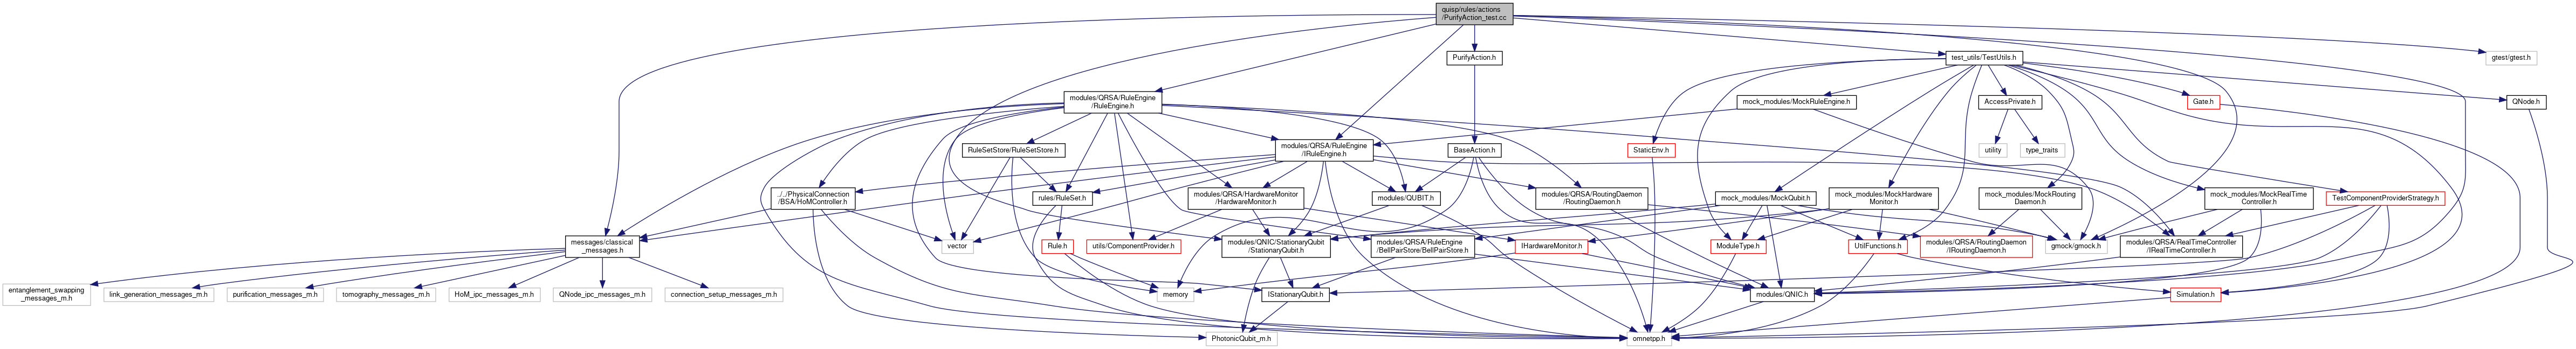 quisp/rules/actions
/PurifyAction_test.cc
PurifyAction.h
test_utils/TestUtils.h
gtest/gtest.h
modules/QRSA/RuleEngine
/RuleEngine.h
mock_modules/MockRuleEngine.h
AccessPrivate.h
Gate.h
QNode.h
RuleSetStore/RuleSetStore.h
modules/QRSA/RuleEngine
/IRuleEngine.h
BaseAction.h
StaticEnv.h
utility
type_traits
../../PhysicalConnection
/BSA/HoMController.h
rules/RuleSet.h
modules/QRSA/HardwareMonitor
/HardwareMonitor.h
modules/QUBIT.h
modules/QRSA/RoutingDaemon
/RoutingDaemon.h
mock_modules/MockQubit.h
mock_modules/MockHardware
Monitor.h
mock_modules/MockRouting
Daemon.h
mock_modules/MockRealTime
Controller.h
TestComponentProviderStrategy.h
messages/classical
_messages.h
vector
Rule.h
utils/ComponentProvider.h
modules/QNIC/StationaryQubit
/StationaryQubit.h
modules/QRSA/RuleEngine
/BellPairStore/BellPairStore.h
IHardwareMonitor.h
ModuleType.h
UtilFunctions.h
modules/QRSA/RoutingDaemon
/IRoutingDaemon.h
gmock/gmock.h
modules/QRSA/RealTimeController
/IRealTimeController.h
entanglement_swapping
_messages_m.h
link_generation_messages_m.h
purification_messages_m.h
tomography_messages_m.h
HoM_ipc_messages_m.h
QNode_ipc_messages_m.h
connection_setup_messages_m.h
memory
IStationaryQubit.h
modules/QNIC.h
Simulation.h
PhotonicQubit_m.h
omnetpp.h